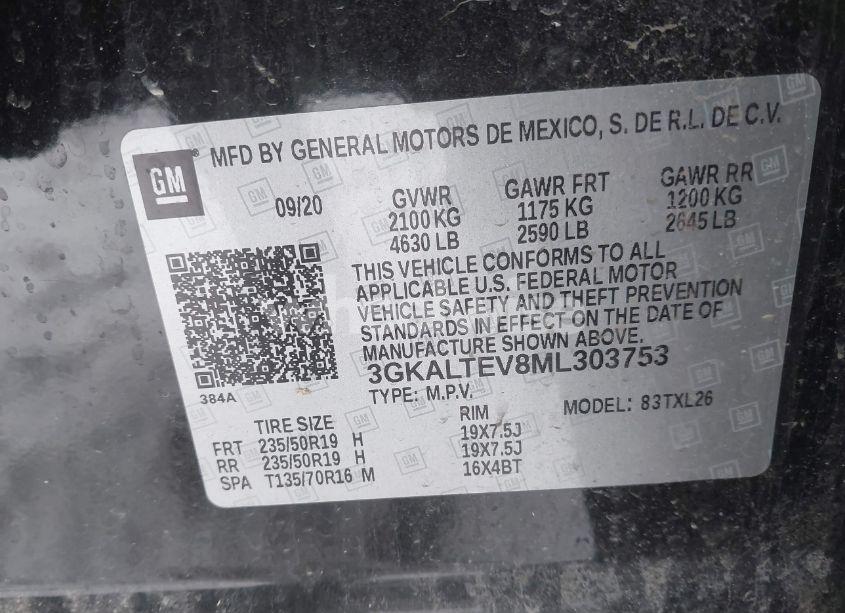 GM
MFD BY GENERAL MOTORS DE MEXICO, S. DE R.L. DE C.V.
09/20
GVWR GAWR FRT GAWR RR
2100 KG 1175 KG 1200 KG
4630 LB 2590 LB 2645 LB
THIS VEHICLE CONFORMS TO ALL
APPLICABLE U.S. FEDERAL MOTOR
VEHICLE SAFETY AND THEFT PREVENTION
STANDARDS IN EFFECT ON THE DATE OF
MANUFACTURE SHOWN ABOVE.
3GKALTEV8ML303753
384A
TYPE: M.P.V. MODEL: 83TXL26
TIRE SIZE RIM
FRT 235/50R19 H 19X7.5J
RR 235/50R19 H 19X7.5J
SPA T135/70R16 M 16X4BT